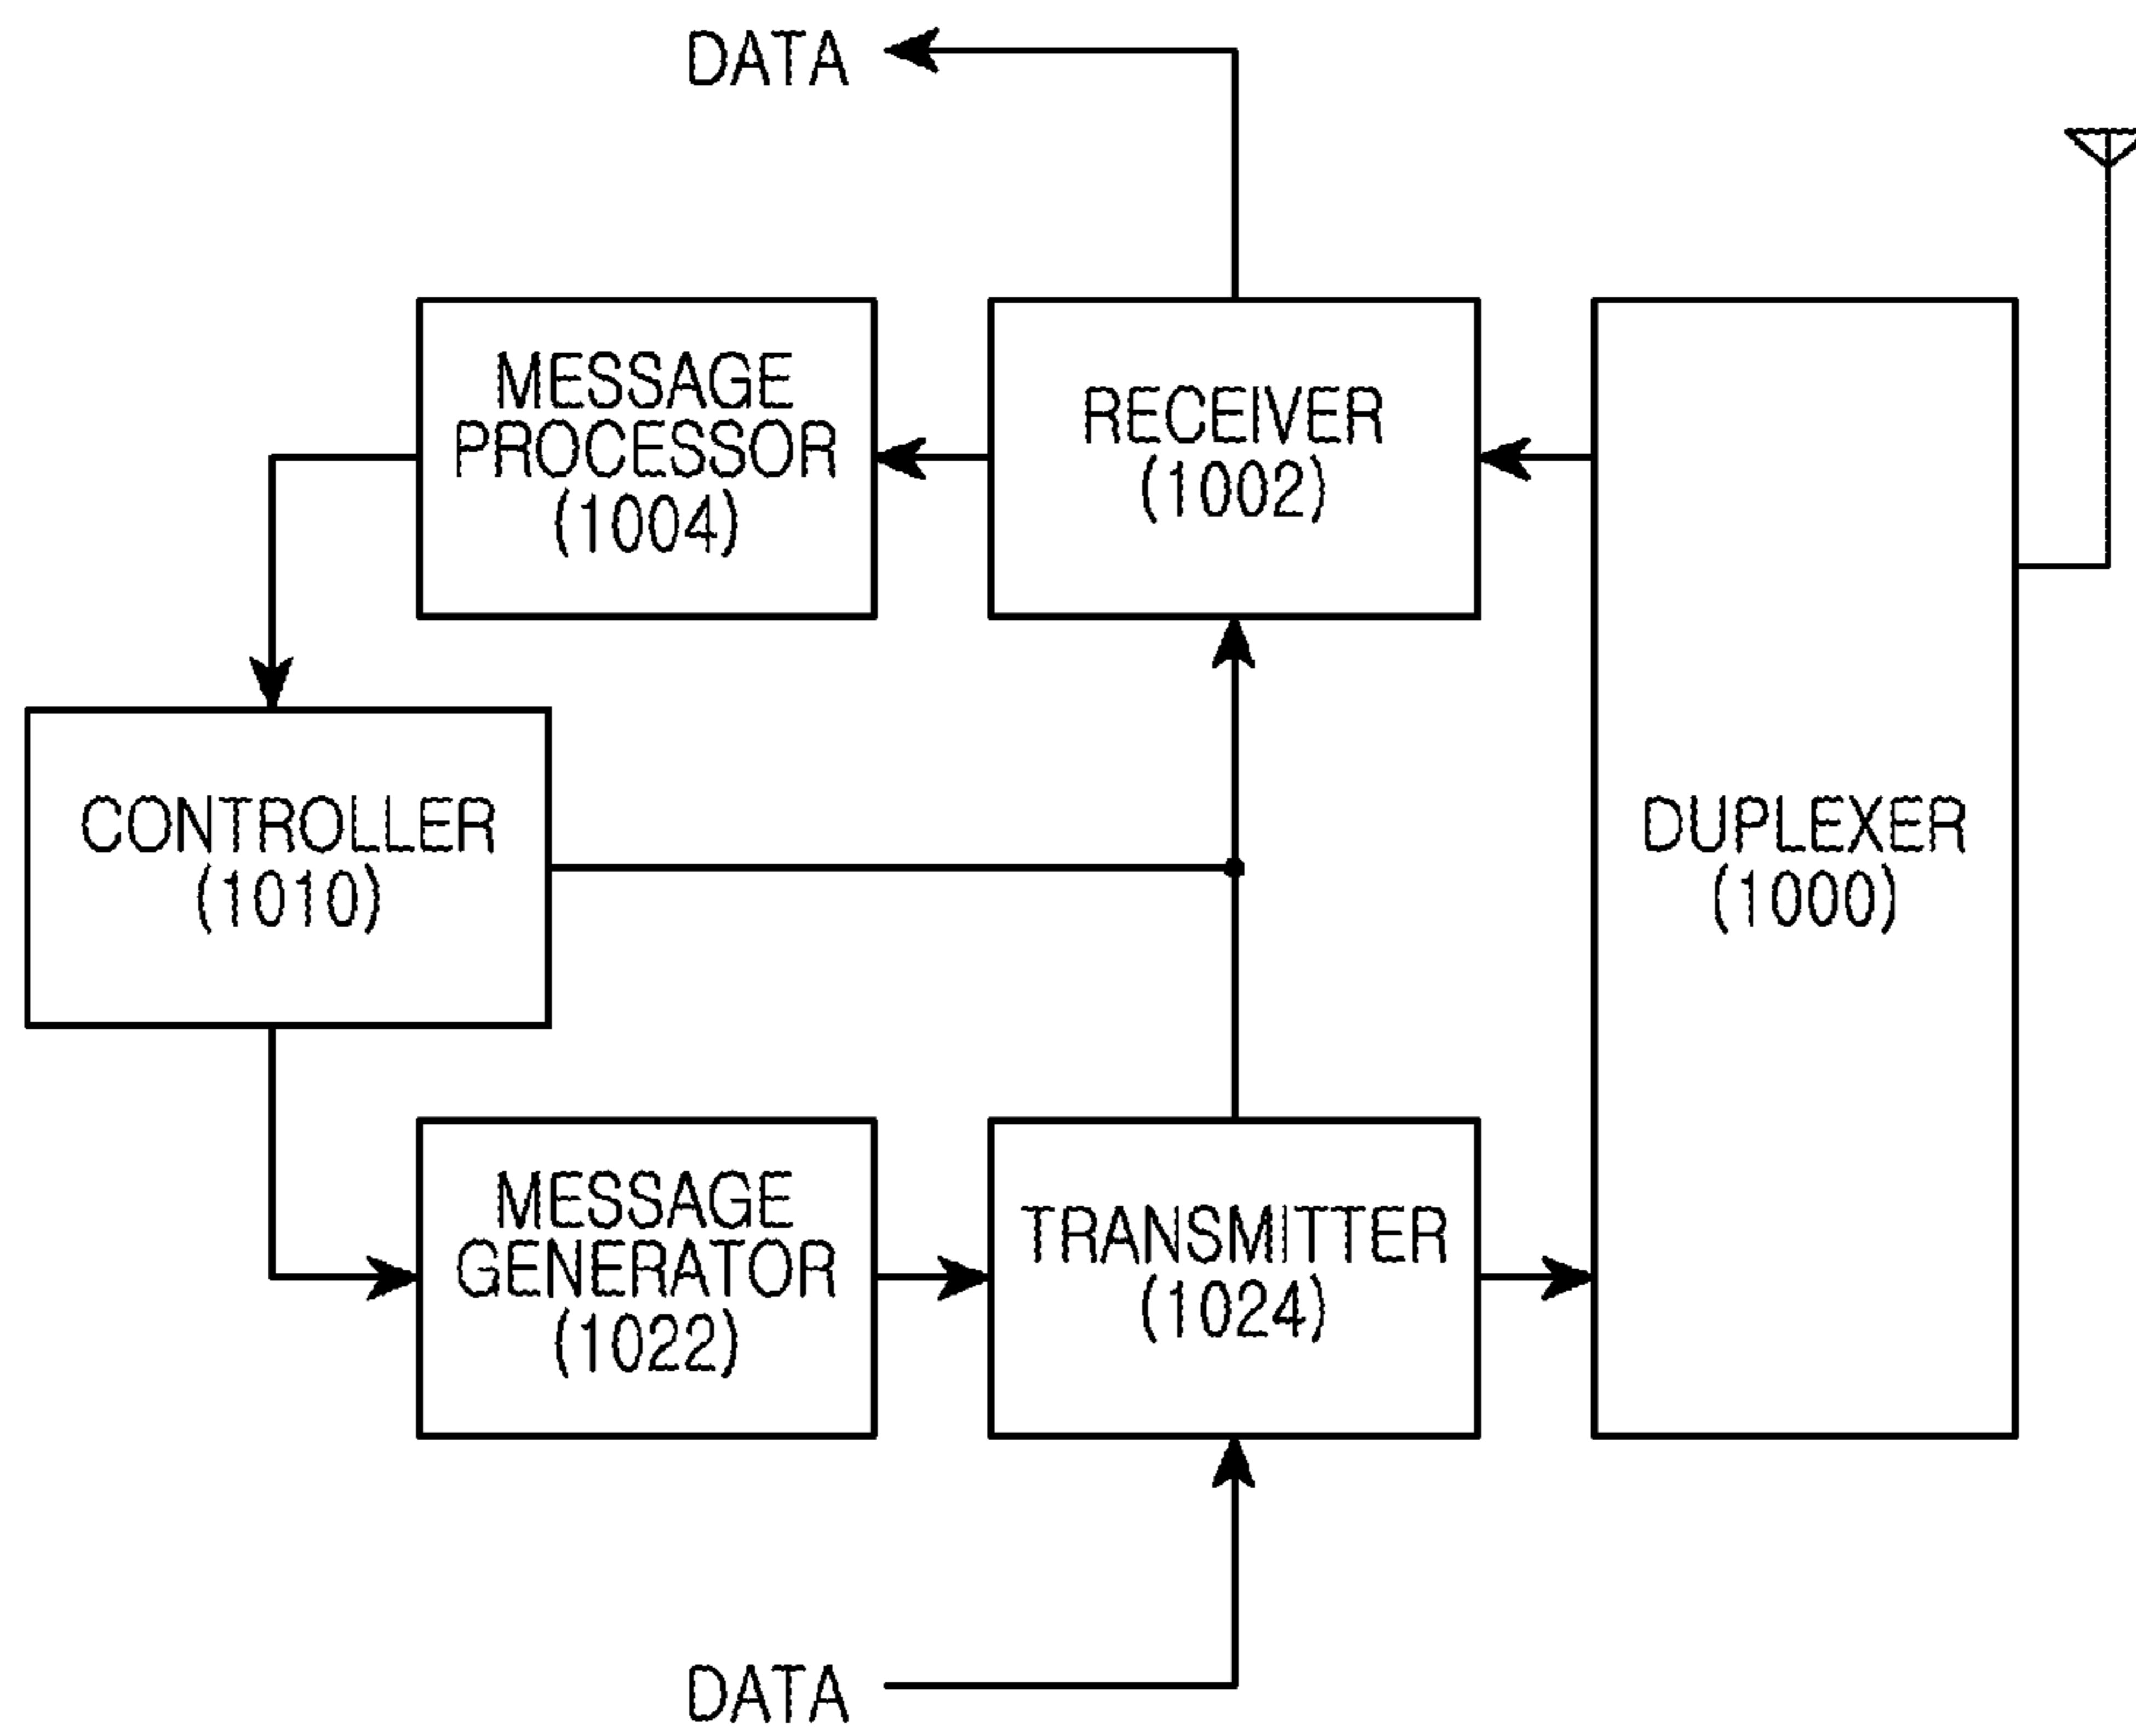 DATA
MESSAGE
PROCESSOR
(1004)
RECEIVER
(1002)
CONTROLLER
(1010)
DUPLEXER
(1000)
MESSAGE
GENERATOR
(1022)
TRANSMITTER
(1024)
DATA